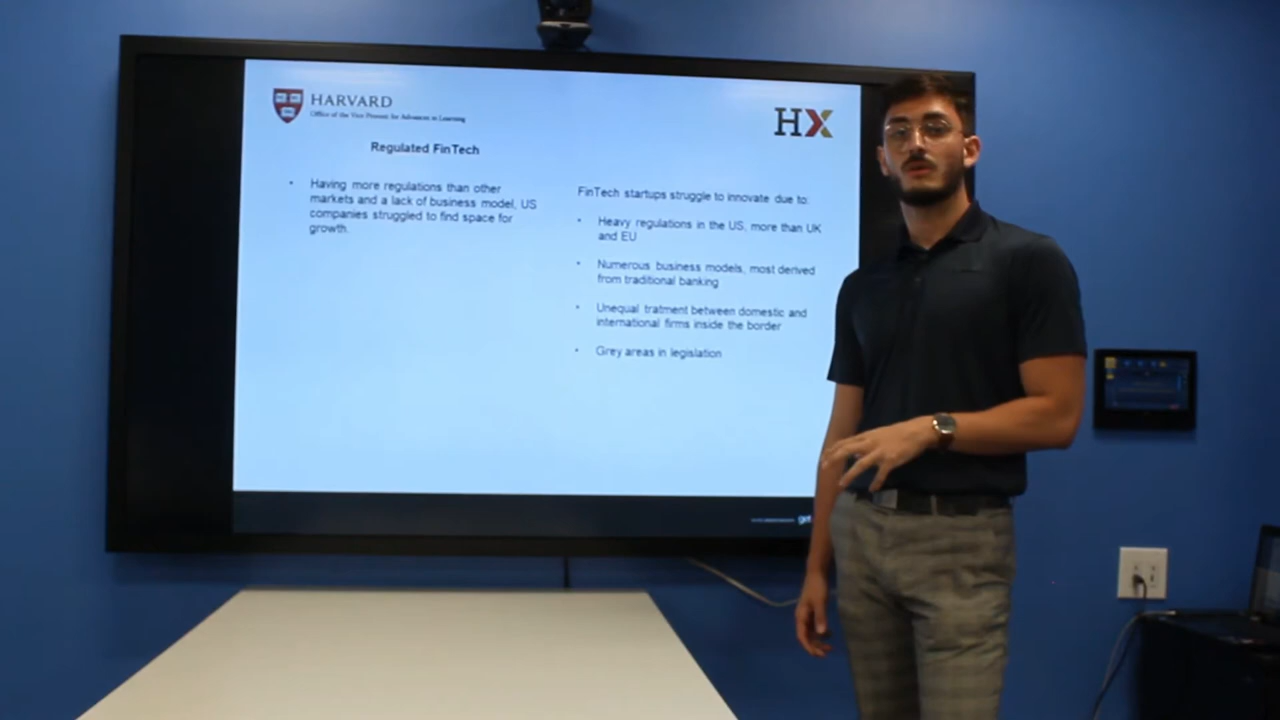 HARVARD
Office of the Vice Provost for Advances in Learning
HX
Regulated FinTech
• Having more regulations than other
markets and a lack of business model, US
companies struggled to find space for
growth.
FinTech startups struggle to innovate due to:
• Heavy regulations in the US, more than UK
and EU
• Numerous business models, most derived
from traditional banking
• Unequal tratment between domestic and
international firms inside the border
• Grey areas in legislation